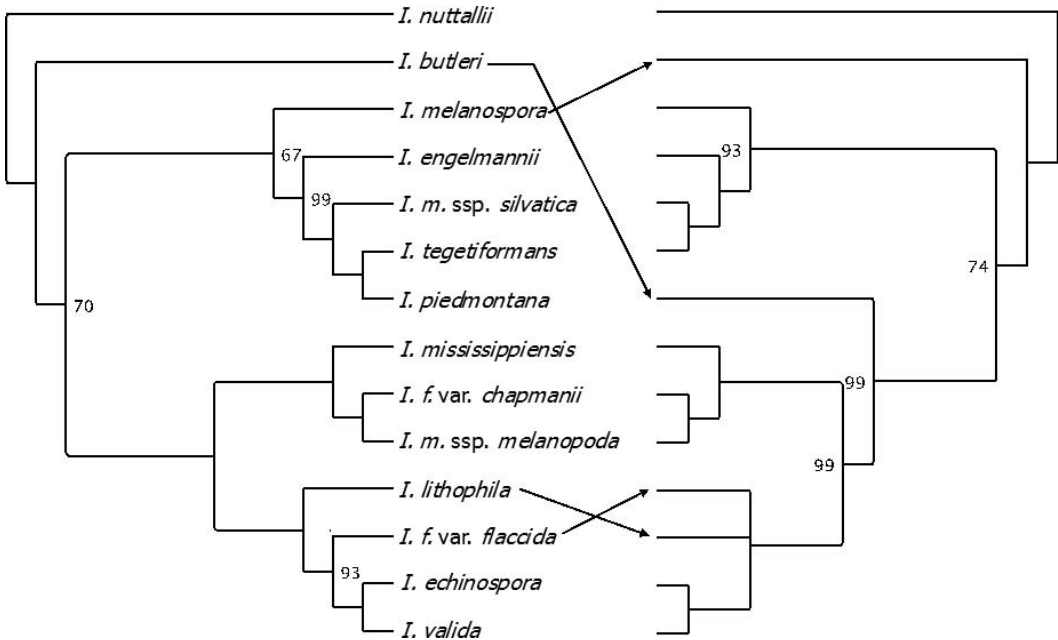 I. nuttallii
I. butleri
I. melanospora
67
I. engelmannii
93
99
I. m. ssp. silvatica
I. tegetiformans
74
I. piedmontana
70
I. mississippiensis
99
I. f. var. chapmanii
I. m. ssp. melanopoda
99
I. lithophila
I. f. var. flaccida
93
I. echinospora
I. valida